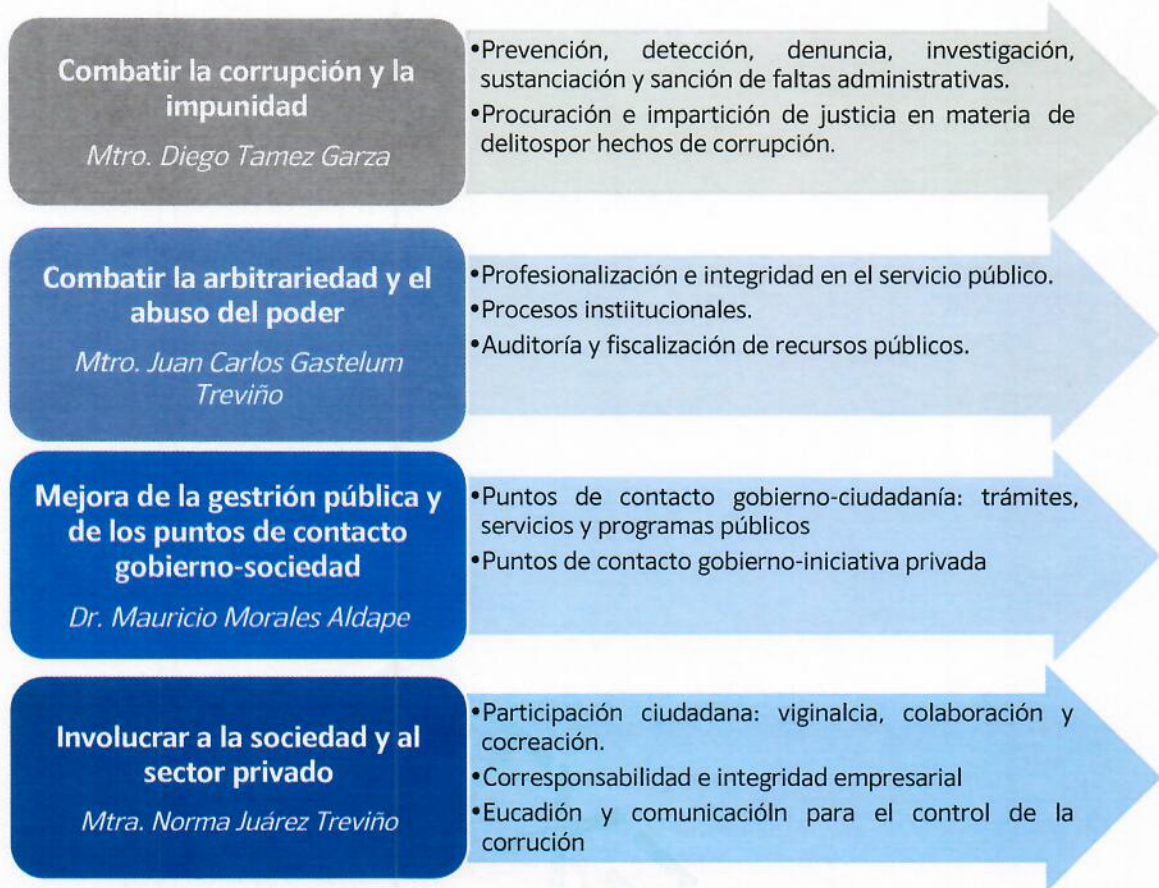 Combatir la corrupción y la
impunidad
Mtro. Diego Tamez Garza
•Prevención, detección, denuncia, investigación,
sustanciación y sanción de faltas administrativas.
•Procuración e impartición de justicia en materia de
delitospor hechos de corrupción.
Combatir la arbitrariedad y el
abuso del poder
Mtro. Juan Carlos Gastelum
Treviño
•Profesionalización e integridad en el servicio público.
•Procesos instiitucionales.
•Auditoría y fiscalización de recursos públicos.
Mejora de la gestión pública y
de los puntos de contacto
gobierno-sociedad
Dr. Mauricio Morales Aldape
•Puntos de contacto gobierno-ciudadanía: trámites,
servicios y programas públicos
•Puntos de contacto gobierno-iniciativa privada
Involucrar a la sociedad y al
sector privado
Mtra. Norma Juárez Treviño
•Participación ciudadana: viginalcia, colaboración y
cocreación.
•Corresponsabilidad e integridad empresarial
•Eucadión y comunicacióln para el control de la
corrución